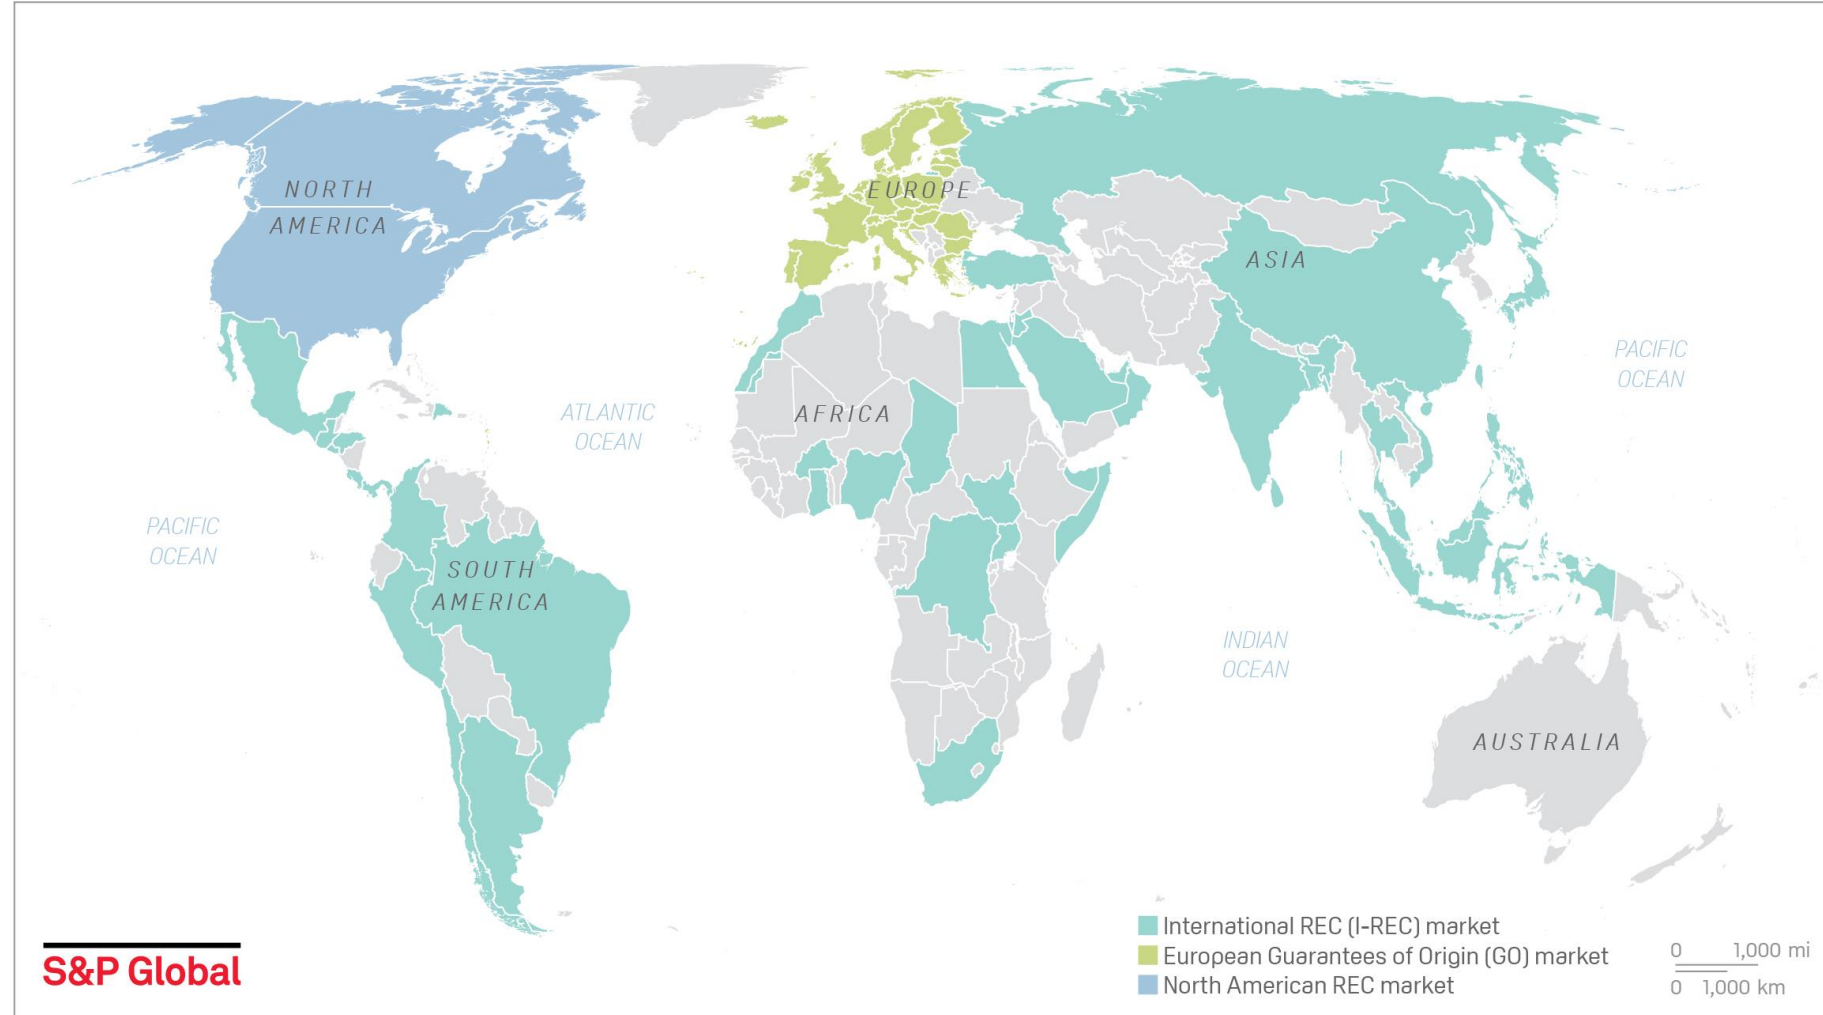 NORTH
AMERICA
EUROPE
ASIA
PACIFIC
OCEAN
ATLANTIC
OCEAN
AFRICA
PACIFIC
OCEAN
SOUTH
AMERICA
INDIAN
OCEAN
AUSTRALIA
International REC (I-REC) market
European Guarantees of Origin (GO) market
North American REC market
0 1,000 mi
0 1,000 km
S&P Global